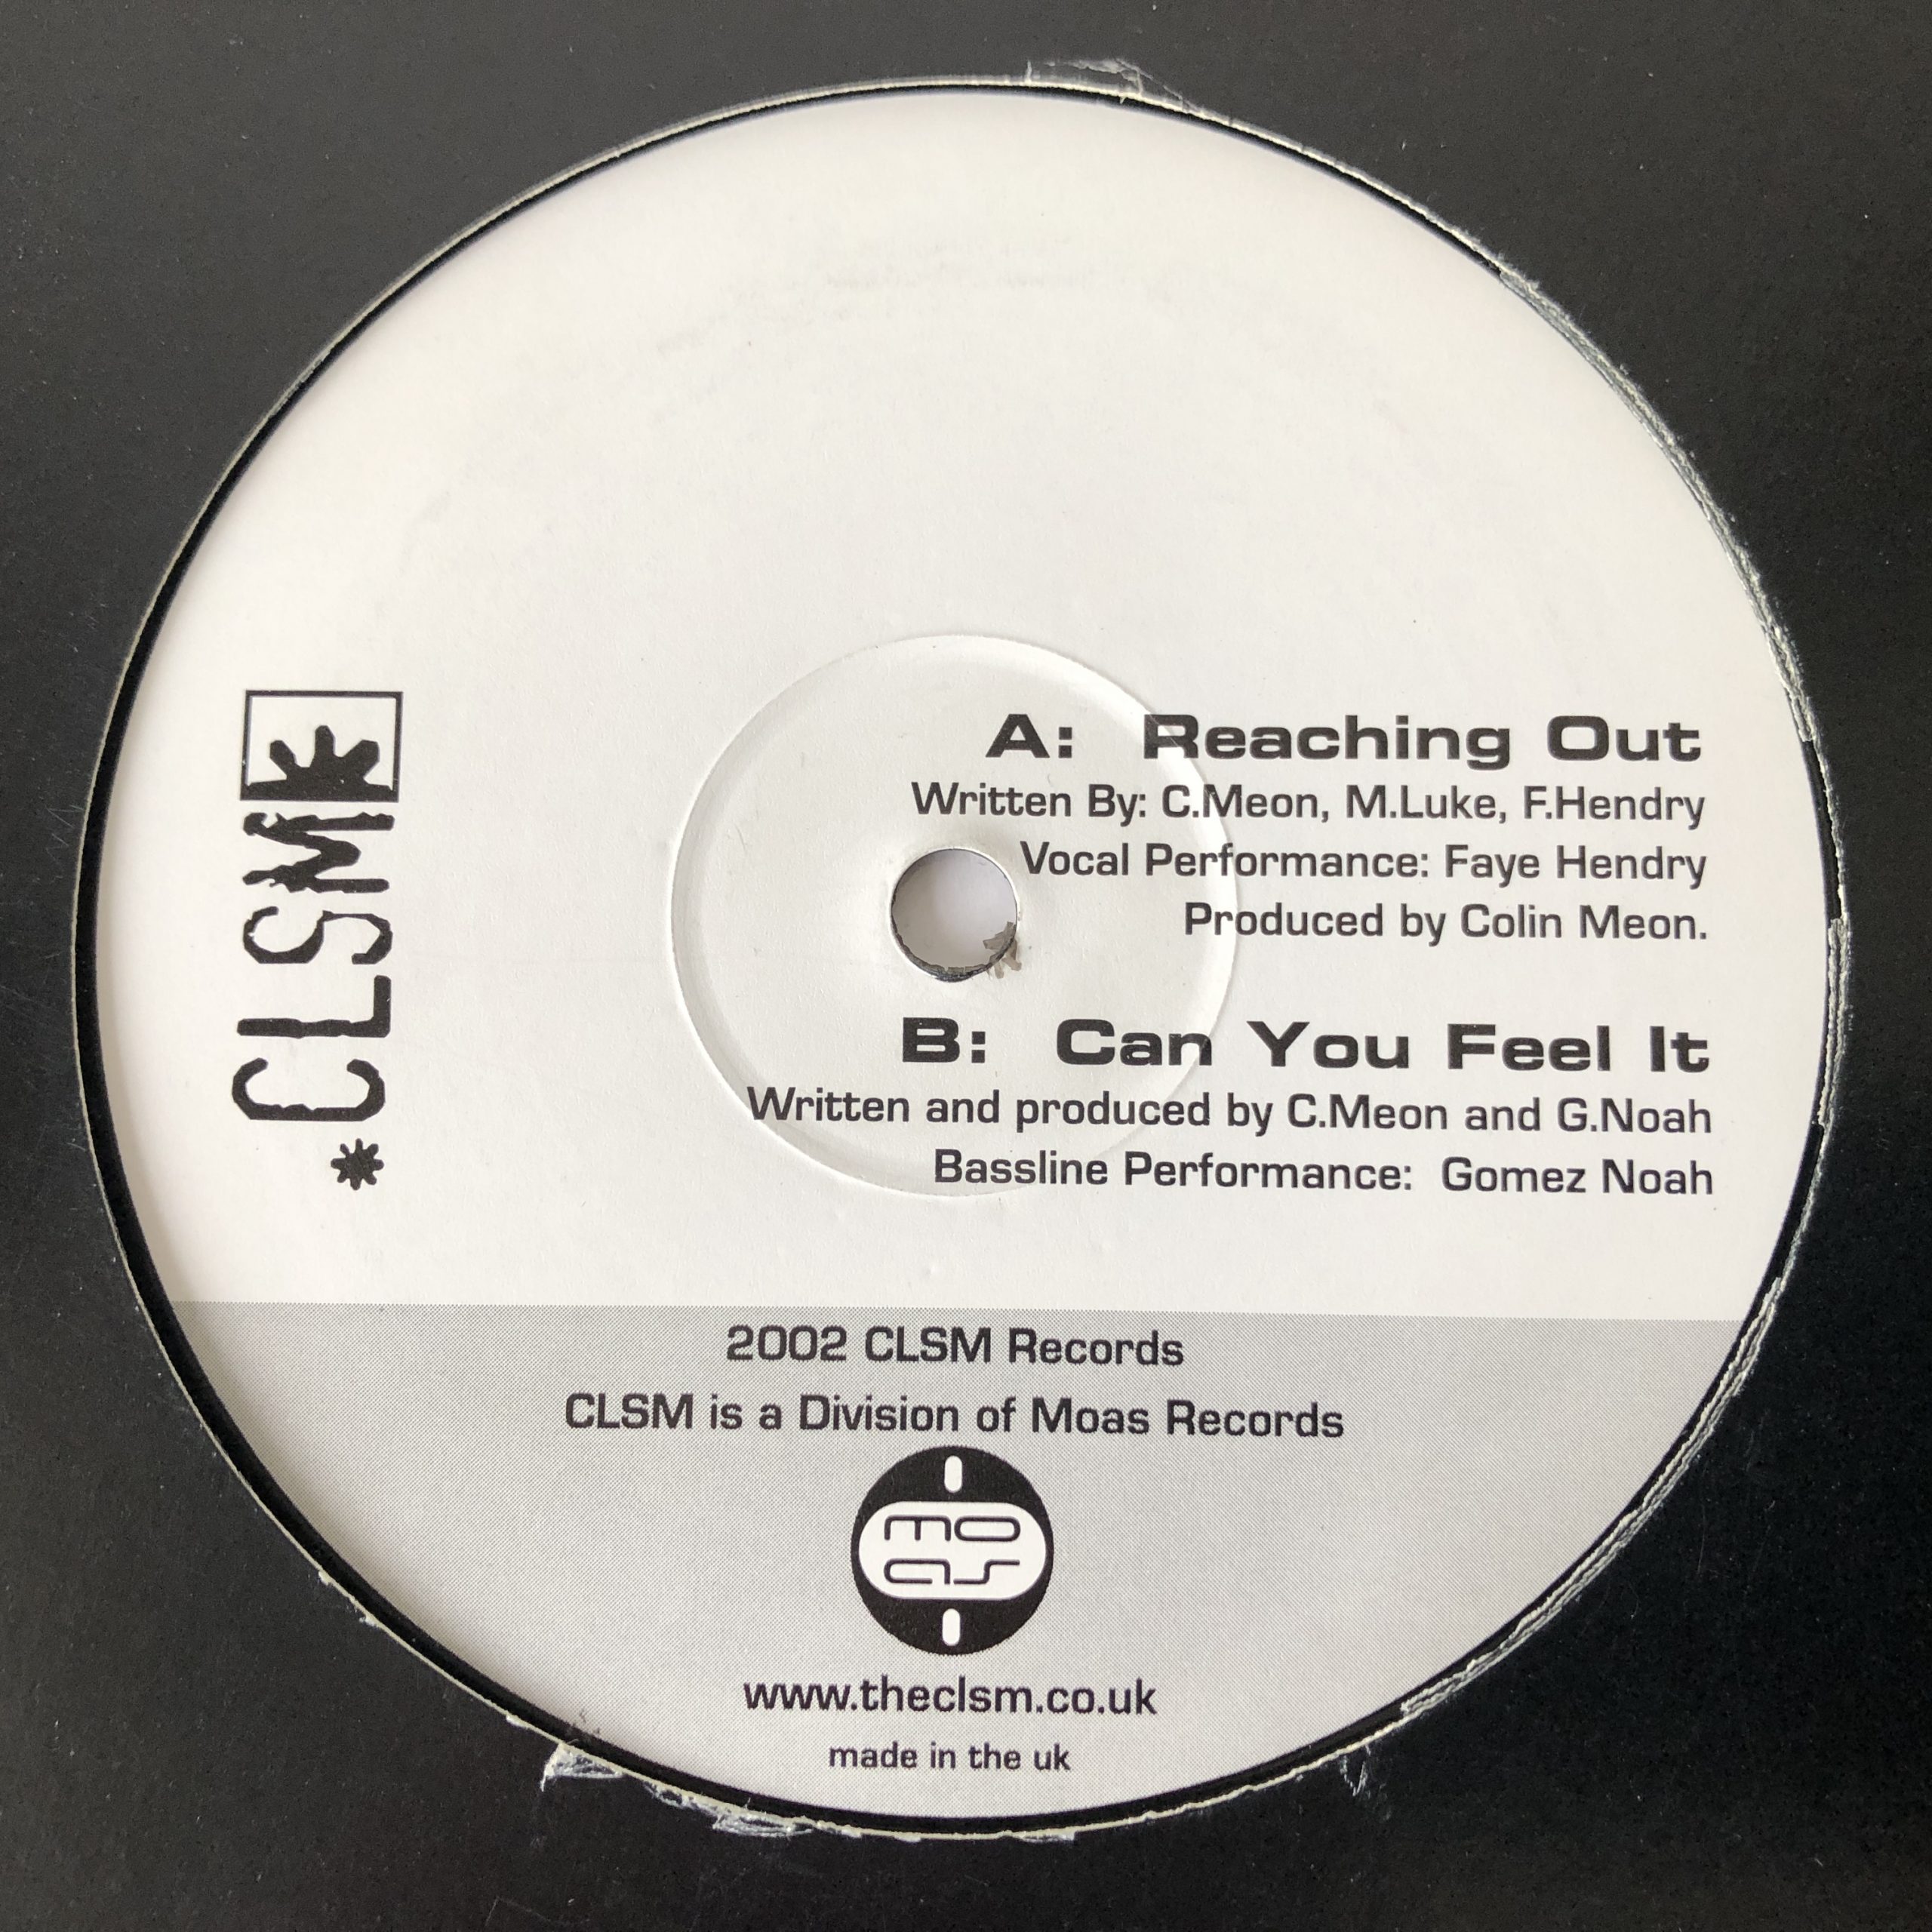 *CLSM
A: Reaching Out
Written By: C.Meon, M.Luke, F.Hendry
Vocal Performance: Faye Hendry
Produced by Colin Meon.
B: Can You Feel It
Written and produced by C.Meon and G.Noah
Bassline Performance: Gomez Noah
2002 CLSM Records
CLSM is a Division of Moas Records
mo
as
www.theclsm.co.uk
made in the uk